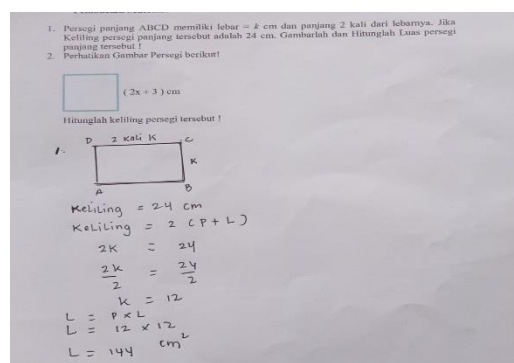 1. Persegi panjang ABCD memiliki lebar = k cm dan panjang 2 kali dari lebarnya. Jika
Keliling persegi panjang tersebut adalah 24 cm. Gambarlah dan Hitunglah Luas persegi
panjang tersebut !
2. Perhatikan Gambar Persegi berikut!
( 2x + 3 ) cm
Hitunglah keliling persegi tersebut !
1.
D 2 kali K C
K
A B
Keliling = 24 cm
Keliling = 2 ( P + L )
2K = 24
2k/2 = 24/2
k = 12
L = P x L
L = 12 x 12
L = 144 cm²